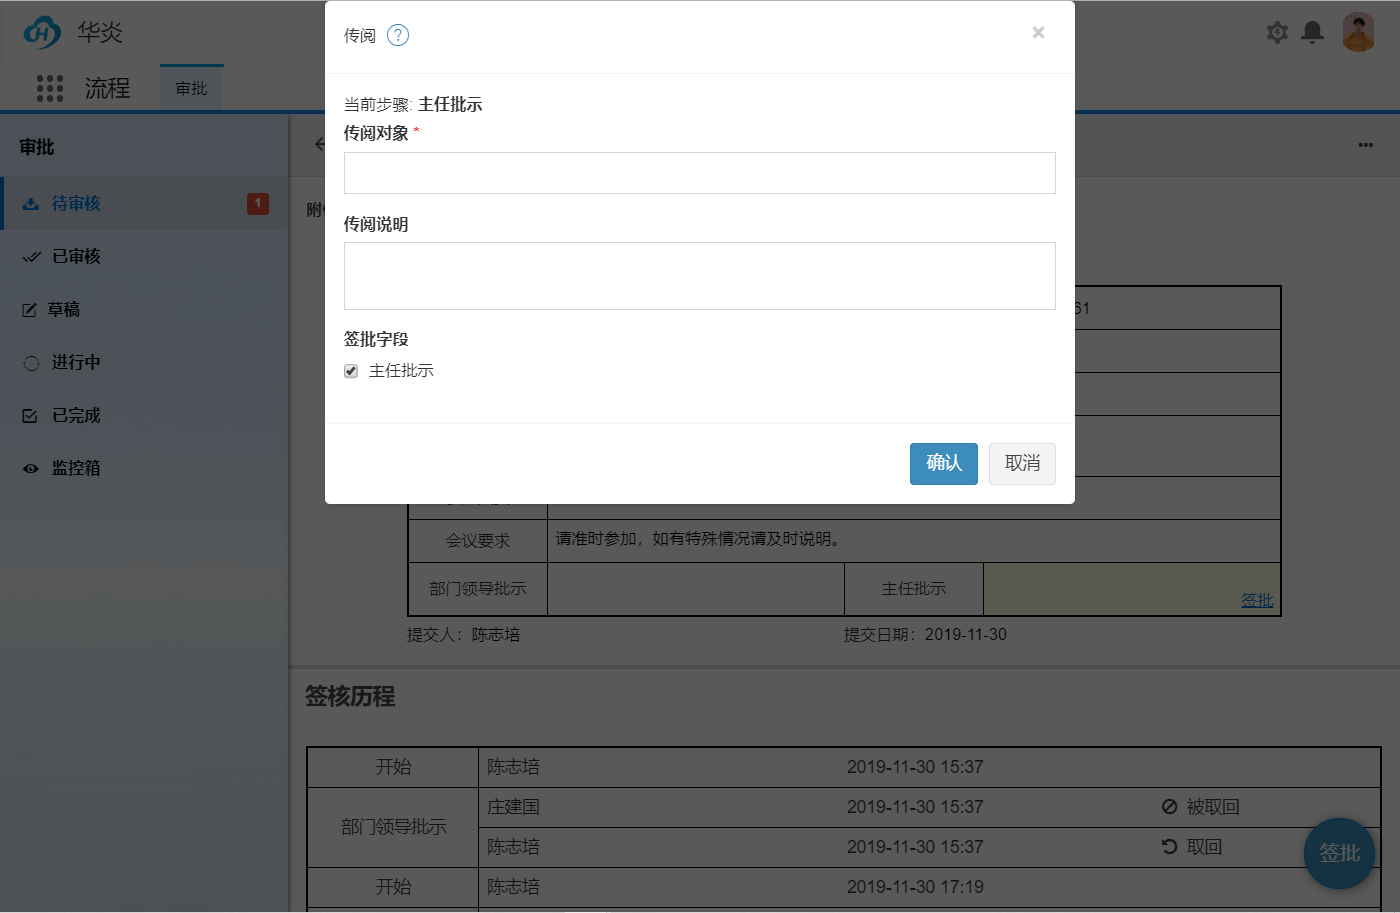 华炎
流程
审批
审批
待审核
1
已审核
草稿
进行中
已完成
监控箱
传阅 ?
×
当前步骤: 主任批示
传阅对象 *
传阅说明
签批字段
主任批示
确认
取消
61
会议要求
请准时参加，如有特殊情况请及时说明。
部门领导批示
主任批示
签批
提交人：陈志培
提交日期：2019-11-30
签核历程
开始 陈志培 2019-11-30 15:37
部门领导批示
庄建国 2019-11-30 15:37 被取回
陈志培 2019-11-30 15:37 取回
开始 陈志培 2019-11-30 17:19
签批